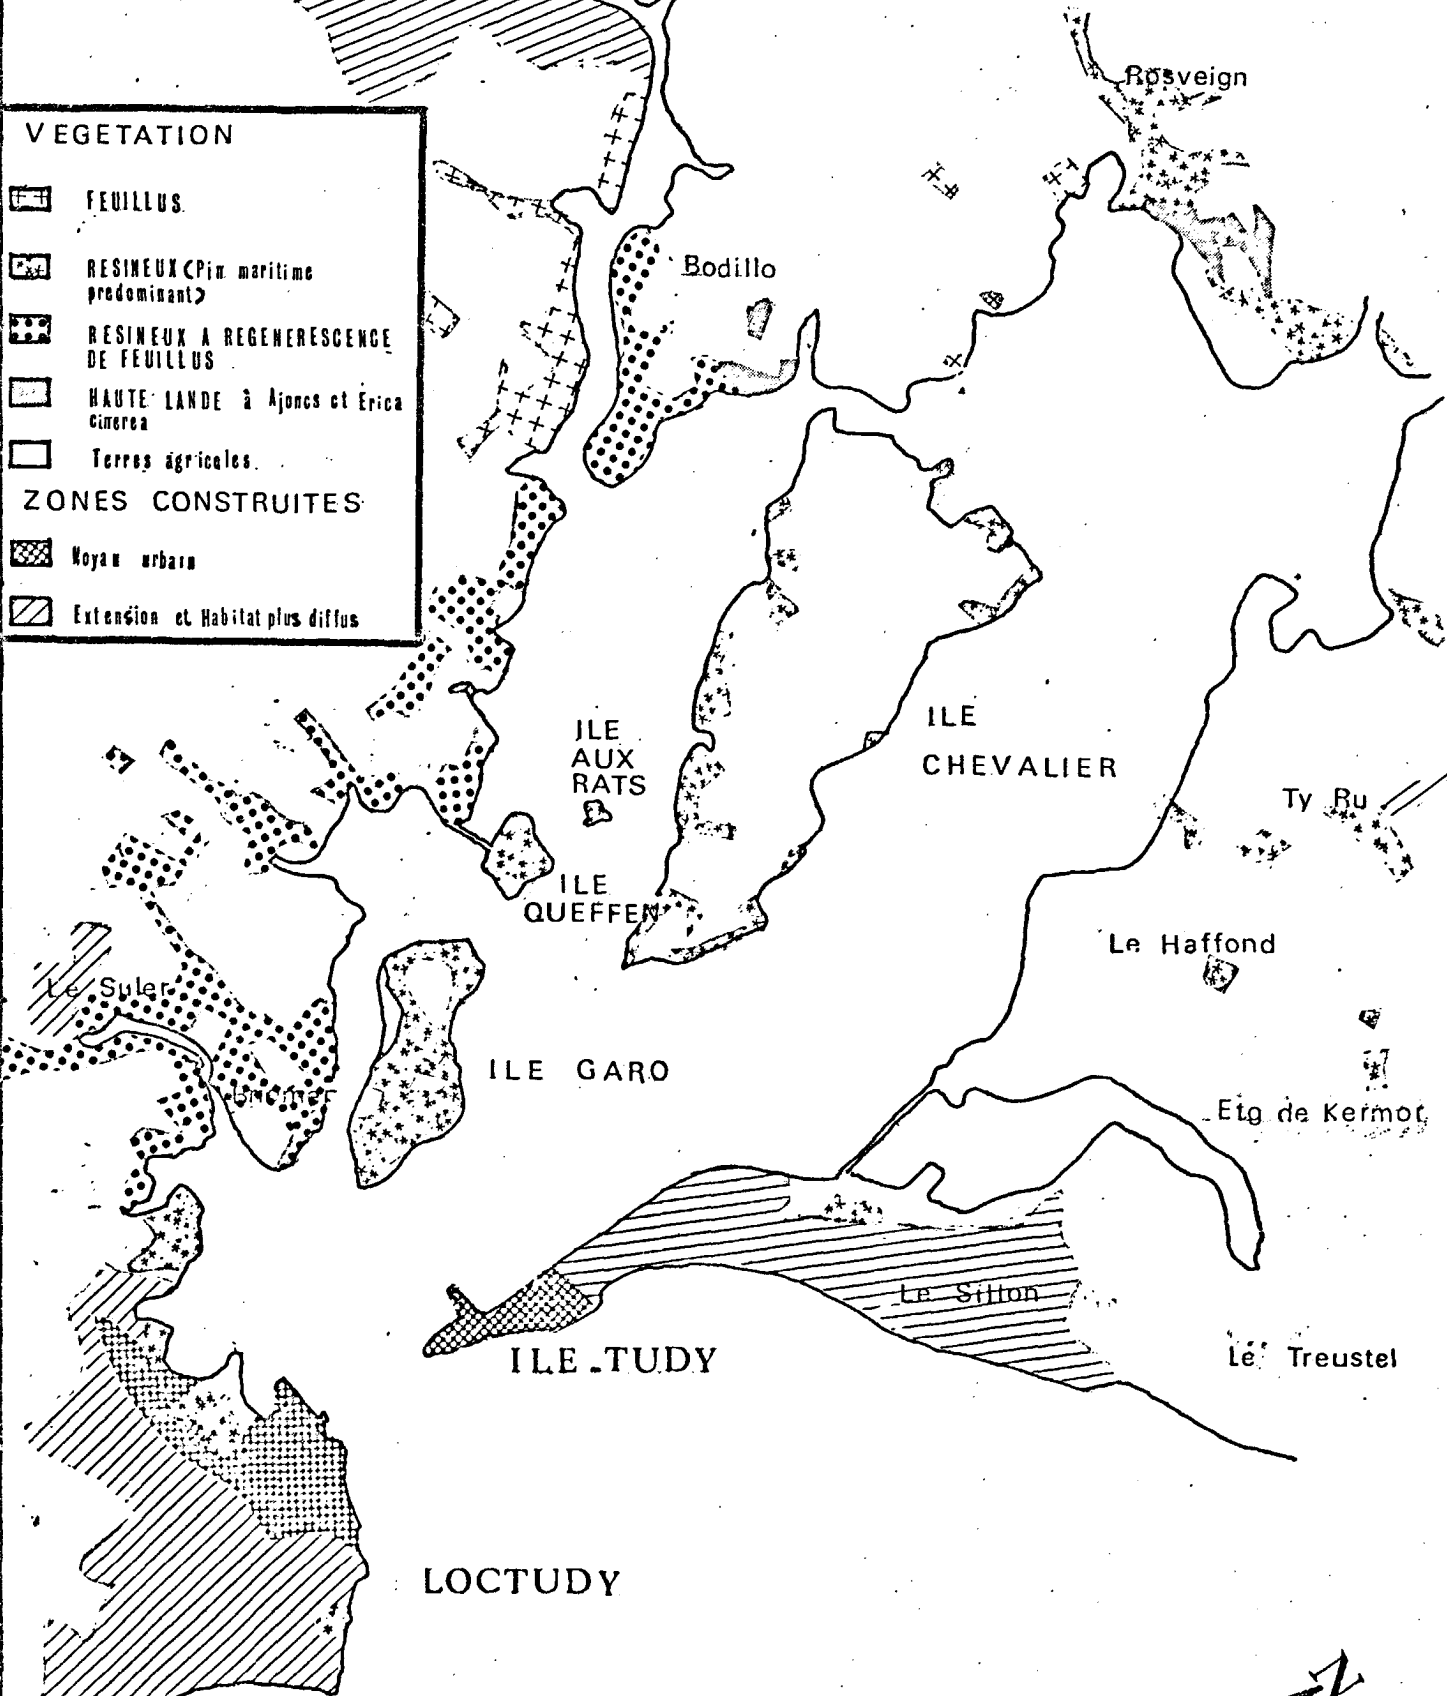 Rosveign
VEGETATION
FEUILLUS
RESINEUX (Pin maritime
predominant)
RESINEUX A REGENERESCENCE
DE FEUILLUS
HAUTE LANDE à Ajoncs et Erica
cinerea
Terres agricoles.
ZONES CONSTRUITES
Noyau urbain
Extension et Habitat plus diffus
Bodillo
ILE
CHEVALIER
ILE
AUX
RATS
Ty Ru
ILE
QUEFFEN
Le Haffond
Le Suler
ILE GARO
Etg de Kermor
Le Sillon
ILE-TUDY
Le Treustel
LOCTUDY
N